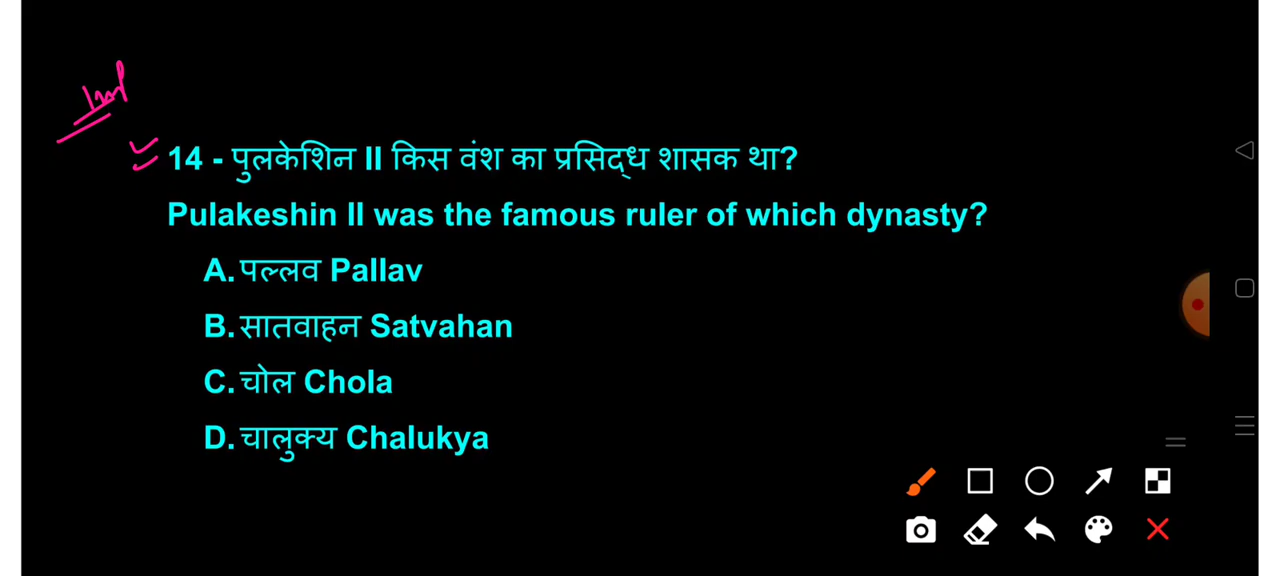 Imp
14 - पुलकेशिन II किस वंश का प्रसिद्ध शासक था?
Pulakeshin II was the famous ruler of which dynasty?
A. पल्लव Pallav
B. सातवाहन Satvahan
C. चोल Chola
D. चालुक्य Chalukya